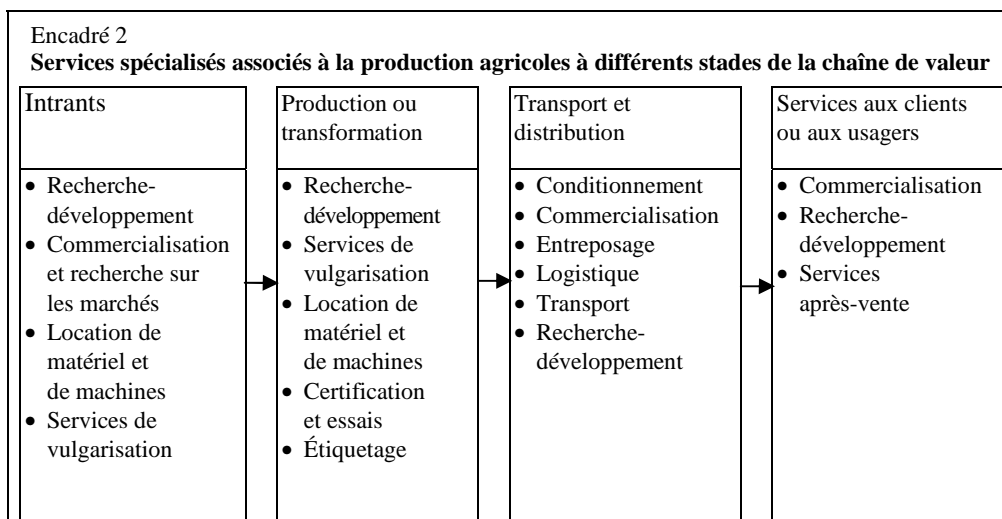 Encadré 2
Services spécialisés associés à la production agricoles à différents stades de la chaîne de valeur
Intrants
• Recherche-
développement
• Commercialisation
et recherche sur
les marchés
• Location de
matériel et
de machines
• Services de
vulgarisation
Production ou
transformation
• Recherche-
développement
• Services de
vulgarisation
• Location de
matériel et
de machines
• Certification
et essais
• Étiquetage
Transport et
distribution
• Conditionnement
• Commercialisation
• Entreposage
• Logistique
• Transport
• Recherche-
développement
Services aux clients
ou aux usagers
• Commercialisation
• Recherche-
développement
• Services
après-vente